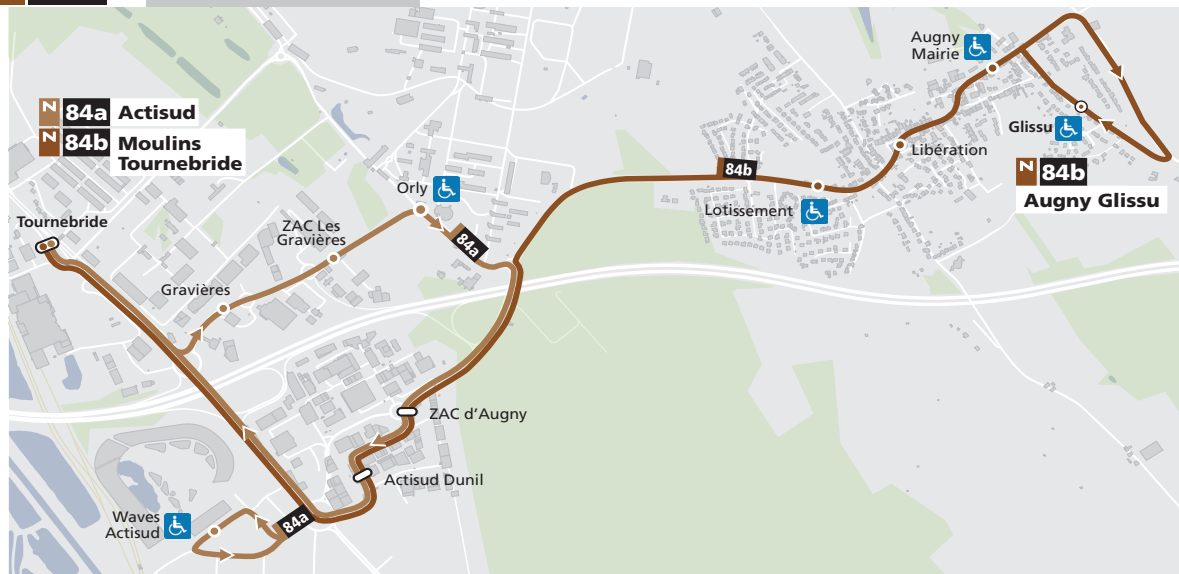 Augny
Mairie
N 84a Actisud
N 84b Moulins
Tournebride
Glissu
Libération
84b
N 84b
Augny Glissu
Orly
Lotissement
Tournebride
ZAC Les
Gravières
84a
Gravières
ZAC d'Augny
Actisud Dunil
Waves
Actisud
84a